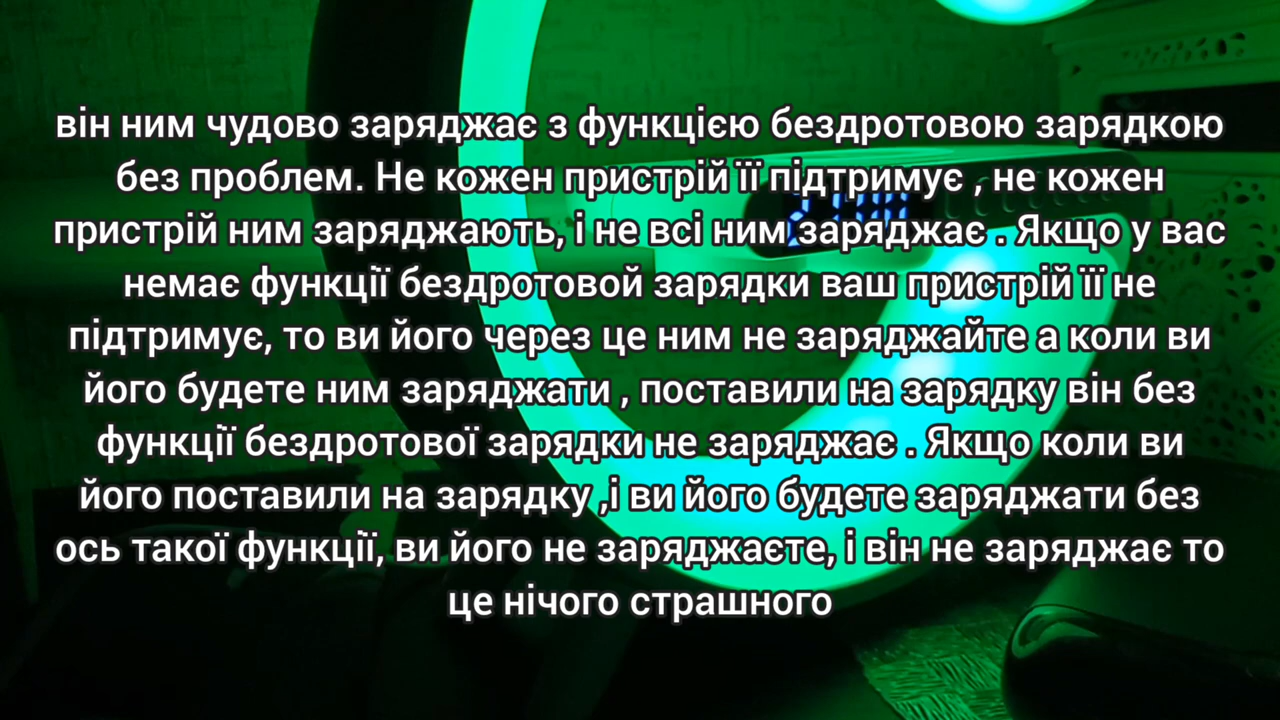 він ним чудово заряджає з функцією бездротовою зарядкою
без проблем. Не кожен пристрій її підтримує , не кожен
пристрій ним заряджають, і не всі ним заряджає . Якщо у вас
немає функції бездротовой зарядки ваш пристрій її не
підтримує, то ви його через це ним не заряджайте а коли ви
його будете ним заряджати , поставили на зарядку він без
функції бездротової зарядки не заряджає . Якщо коли ви
його поставили на зарядку ,і ви його будете заряджати без
ось такої функції, ви його не заряджаєте, і він не заряджає то
це нічого страшного